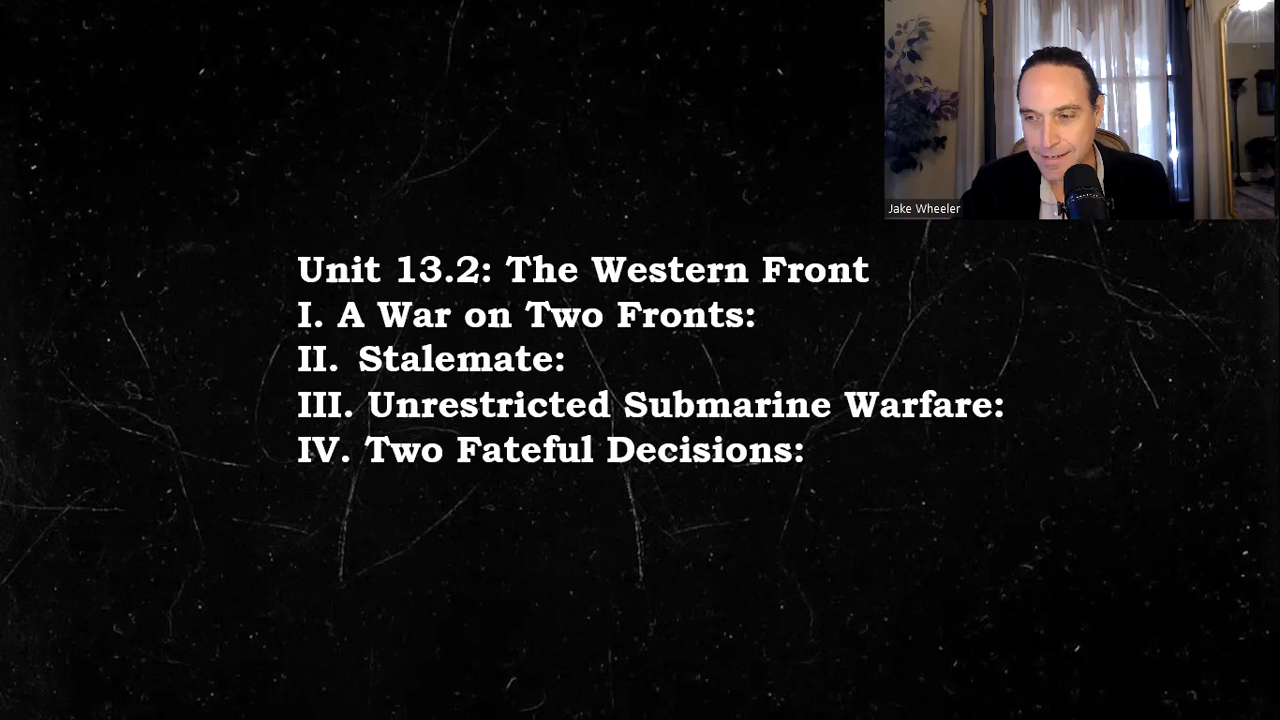 Jake Wheeler
Unit 13.2: The Western Front
I. A War on Two Fronts:
II. Stalemate:
III. Unrestricted Submarine Warfare:
IV. Two Fateful Decisions: